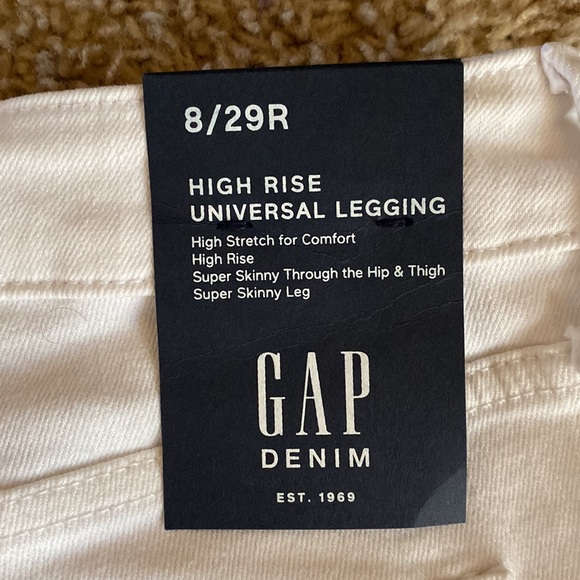 8/29R
HIGH RISE
UNIVERSAL LEGGING
High Stretch for Comfort
High Rise
Super Skinny Through the Hip & Thigh
Super Skinny Leg
GAP
DENIM
EST. 1969